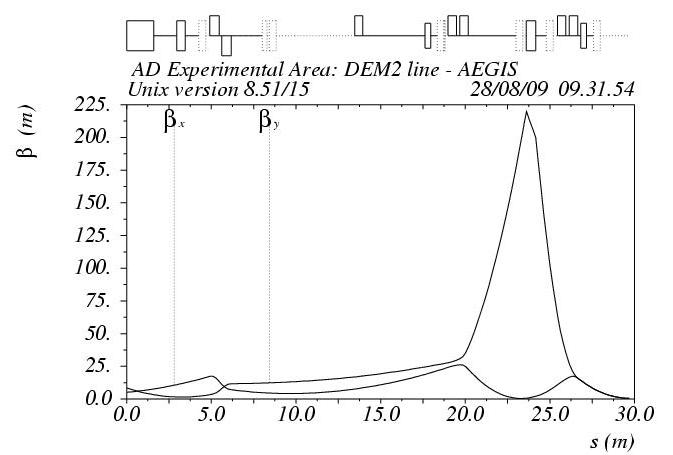 AD Experimental Area: DEM2 line - AEGIS
Unix version 8.51/15 28/08/09 09.31.54
β (m)
225.
200.
175.
150.
125.
100.
75.
50.
25.
0.0
βx βy
0.0 5.0 10.0 15.0 20.0 25.0 30.0
s (m)